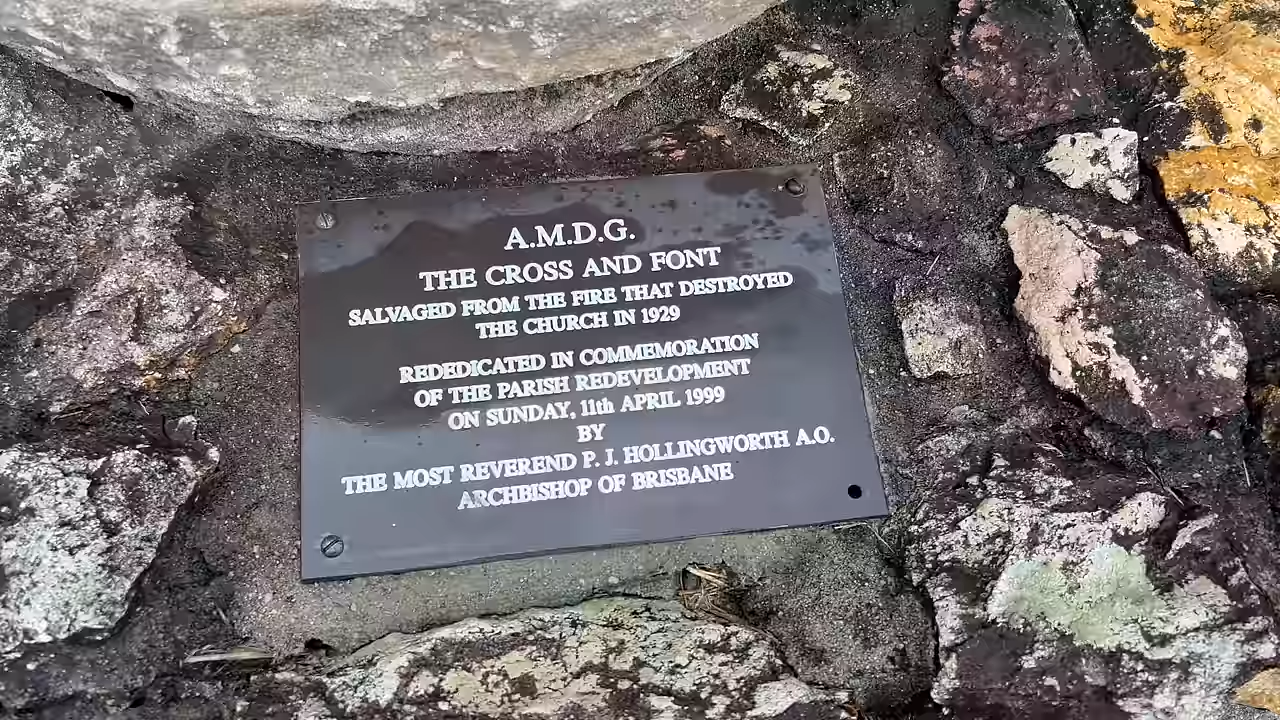 A.M.D.G.
THE CROSS AND FONT
SALVAGED FROM THE FIRE THAT DESTROYED
THE CHURCH IN 1929
REDEDICATED IN COMMEMORATION
OF THE PARISH REDEVELOPMENT
ON SUNDAY, 11th APRIL 1999
BY
THE MOST REVEREND P. J. HOLLINGWORTH A.O.
ARCHBISHOP OF BRISBANE